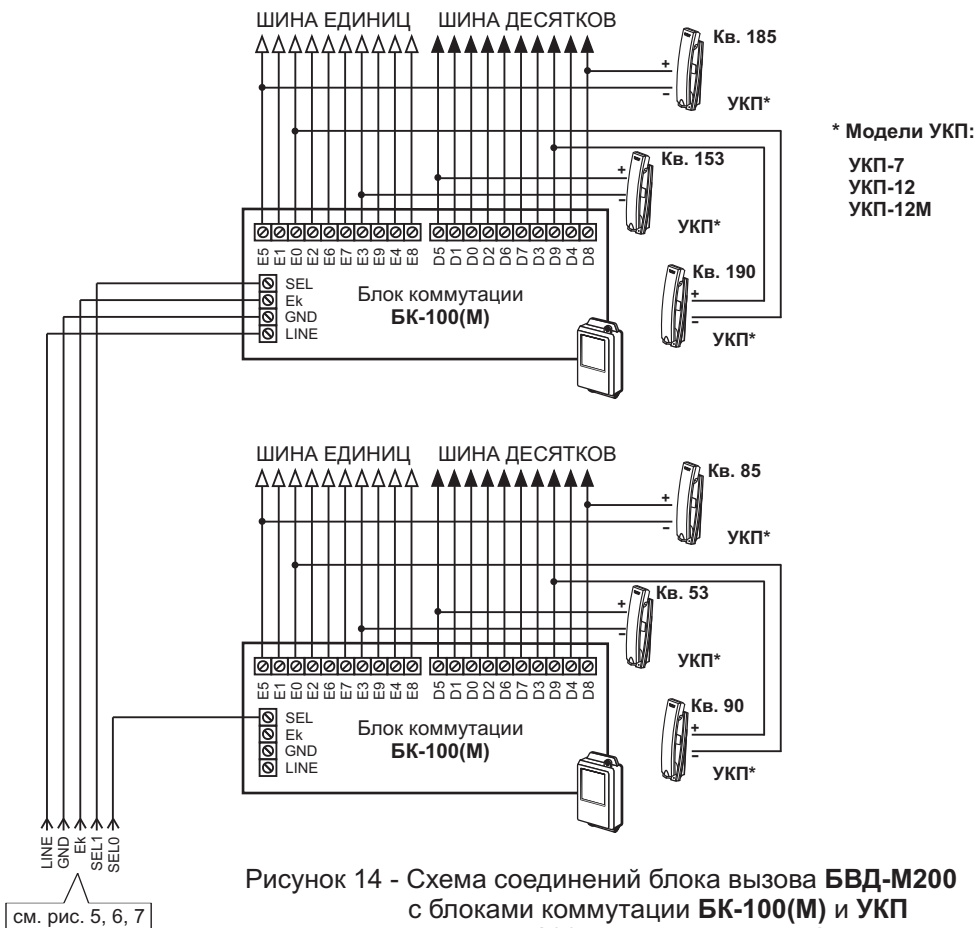 ШИНА ЕДИНИЦ ШИНА ДЕСЯТКОВ
Кв. 185
+
−
УКП*
* Модели УКП:
УКП-7
УКП-12
УКП-12М
Кв. 153
+
−
УКП*
E5 E1 E0 E2 E6 E7 E3 E9 E4 E8 D5 D1 D0 D2 D6 D7 D3 D9 D4 D8
Кв. 190
+
−
УКП*
SEL
Ek
GND
LINE
Блок коммутации
БК-100(М)
ШИНА ЕДИНИЦ ШИНА ДЕСЯТКОВ
Кв. 85
+
−
УКП*
Кв. 53
+
−
УКП*
E5 E1 E0 E2 E6 E7 E3 E9 E4 E8 D5 D1 D0 D2 D6 D7 D3 D9 D4 D8
Кв. 90
+
−
УКП*
SEL
Ek
GND
LINE
Блок коммутации
БК-100(М)
LINE GND Ek SEL1 SEL0
см. рис. 5, 6, 7
Рисунок 14 - Схема соединений блока вызова БВД-М200
с блоками коммутации БК-100(М) и УКП